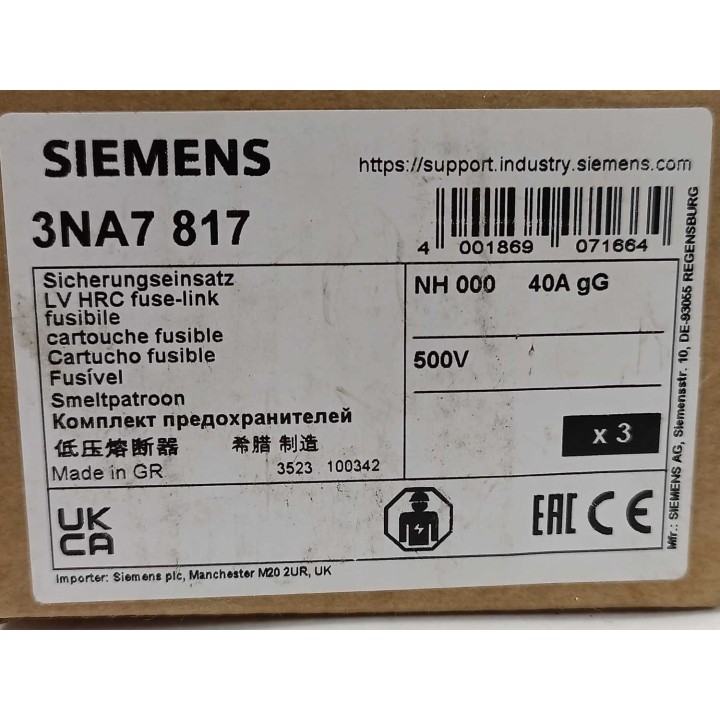 SIEMENS
https://support.industry.siemens.com
3NA7 817
4 001869 071664
Sicherungseinsatz
LV HRC fuse-link
fusibile
cartouche fusible
Cartucho fusible
Fusível
Smeltpatroon
Комплект предохранителей
低压熔断器 希腊 制造
Made in GR 3523 100342
NH 000 40A gG
500V
x 3
UK
CA
EAC CE
Importer: Siemens plc, Manchester M20 2UR, UK
Mfr.: SIEMENS AG, Siemensstr. 10, DE-93055 REGENSBURG